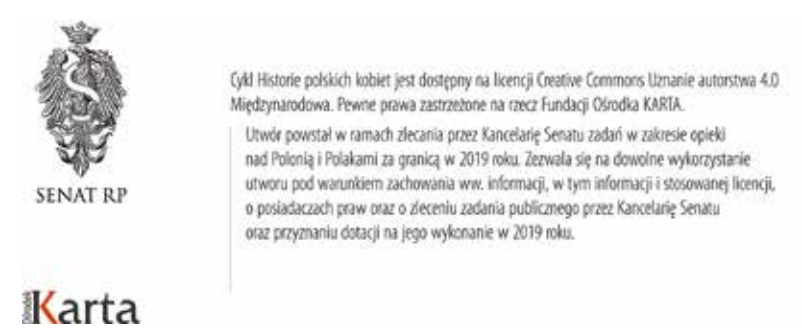 SENAT RP
Cykl Historie polskich kobiet jest dostępny na licencji Creative Commons Uznanie autorstwa 4.0
Międzynarodowa. Pewne prawa zastrzeżone na rzecz Fundacji Ośrodka KARTA.
Utwór powstał w ramach zlecania przez Kancelarię Senatu zadań w zakresie opieki
nad Polonią i Polakami za granicą w 2019 roku. Zezwala się na dowolne wykorzystanie
utworu pod warunkiem zachowania ww. informacji, w tym informacji i stosowanej licencji,
o posiadaczach praw oraz o zleceniu zadania publicznego przez Kancelarię Senatu
oraz przyznaniu dotacji na jego wykonanie w 2019 roku.
Ośrodek
Karta